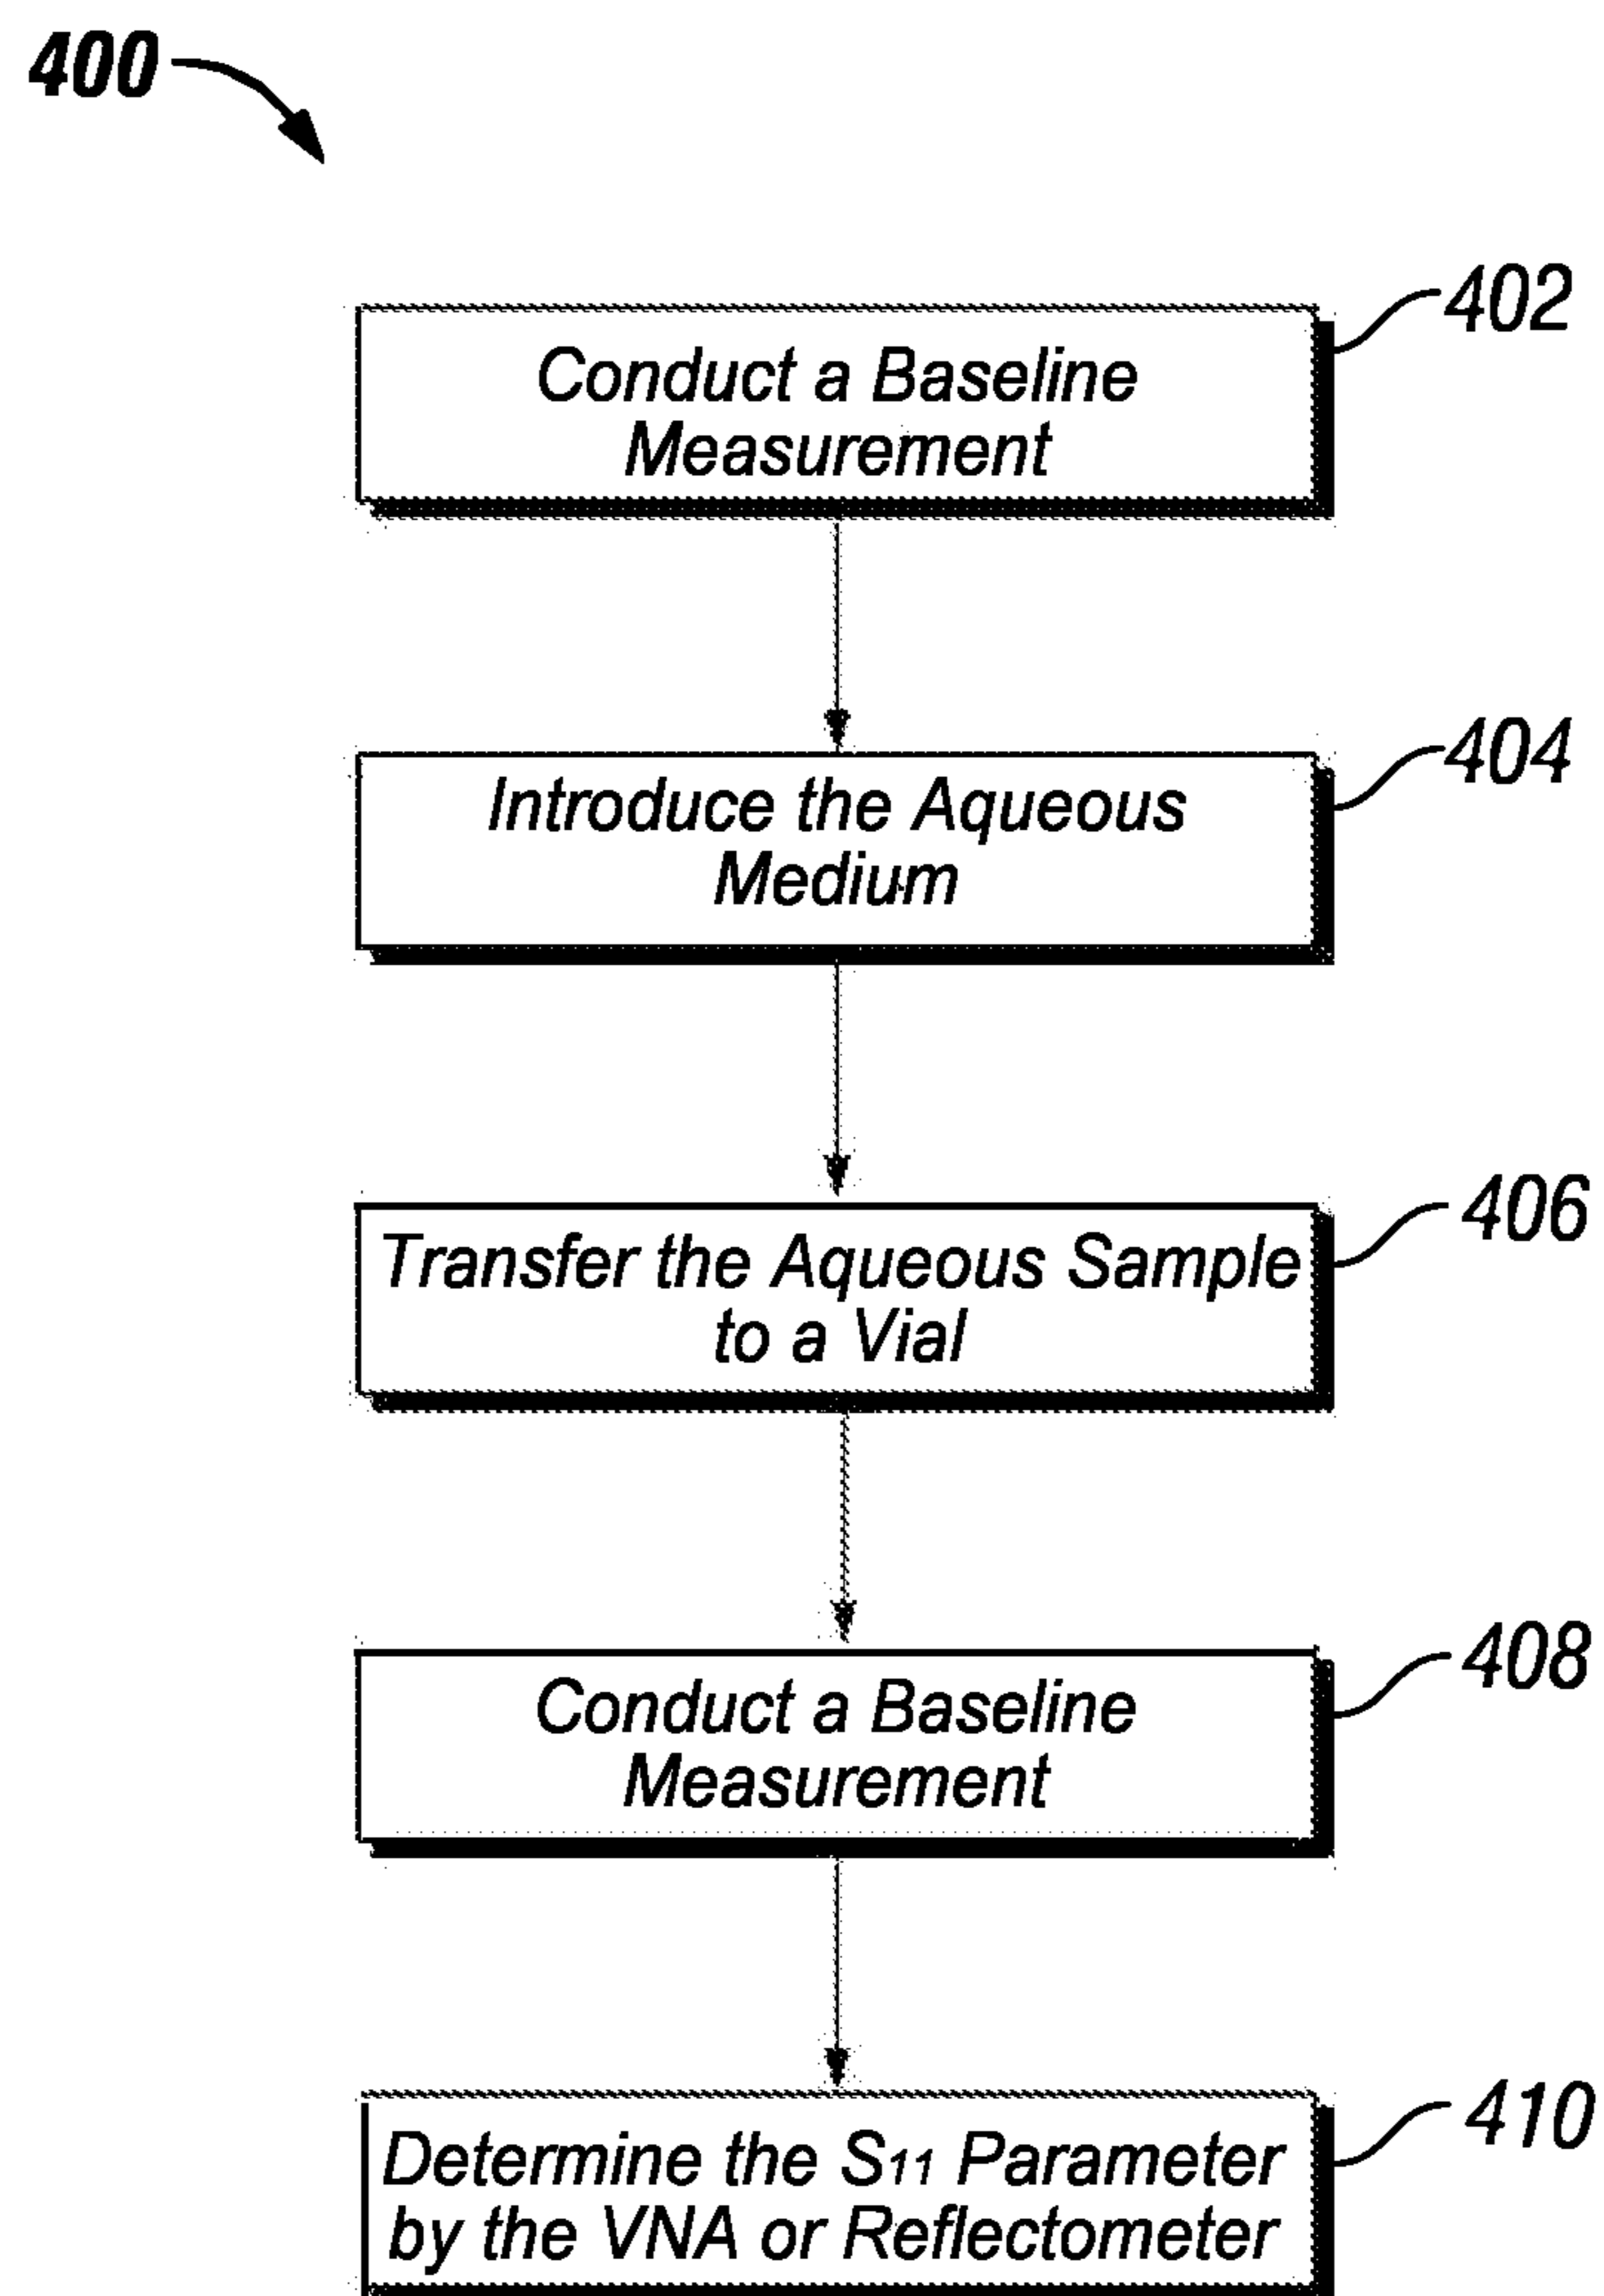 400
402
Conduct a Baseline
Measurement
404
Introduce the Aqueous
Medium
406
Transfer the Aqueous Sample
to a Vial
408
Conduct a Baseline
Measurement
410
Determine the S₁₁ Parameter
by the VNA or Reflectometer